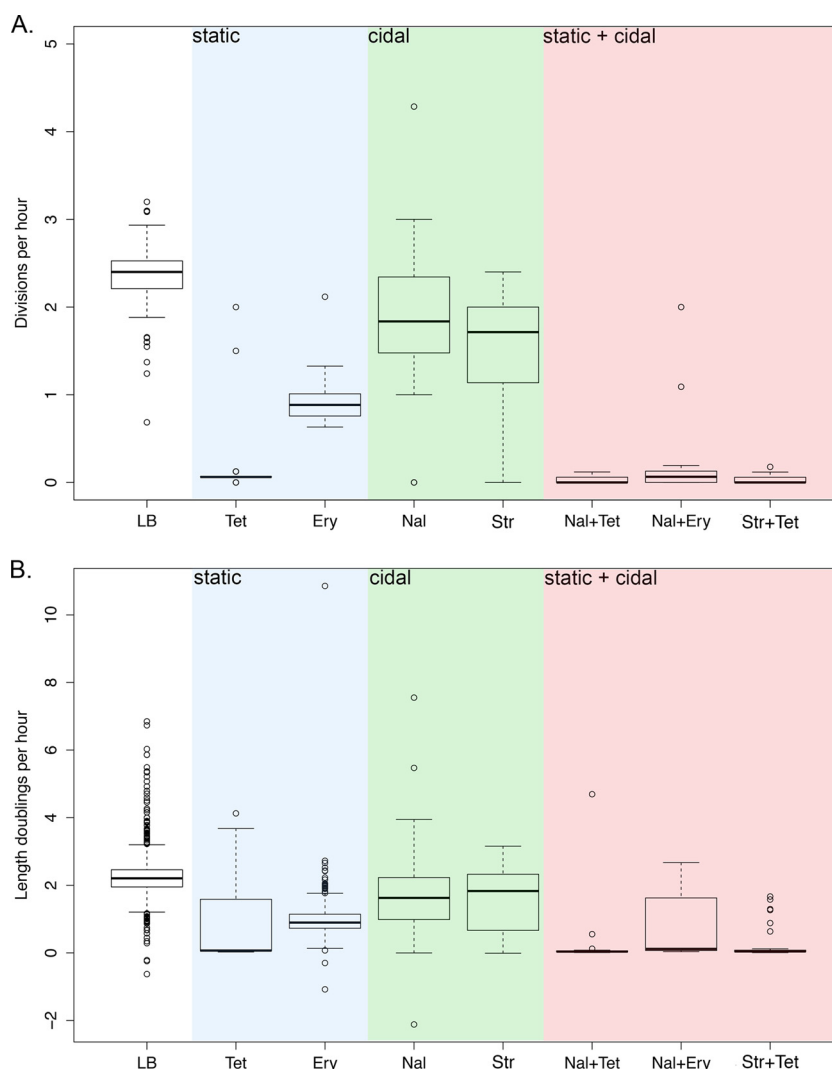 A.
static cidal static + cidal
5
4
3
2
1
0
Divisions per hour
LB Tet Ery Nal Str Nal+Tet Nal+Ery Str+Tet
B.
static cidal static + cidal
10
8
6
4
2
0
−2
Length doublings per hour
LB Tet Ery Nal Str Nal+Tet Nal+Ery Str+Tet